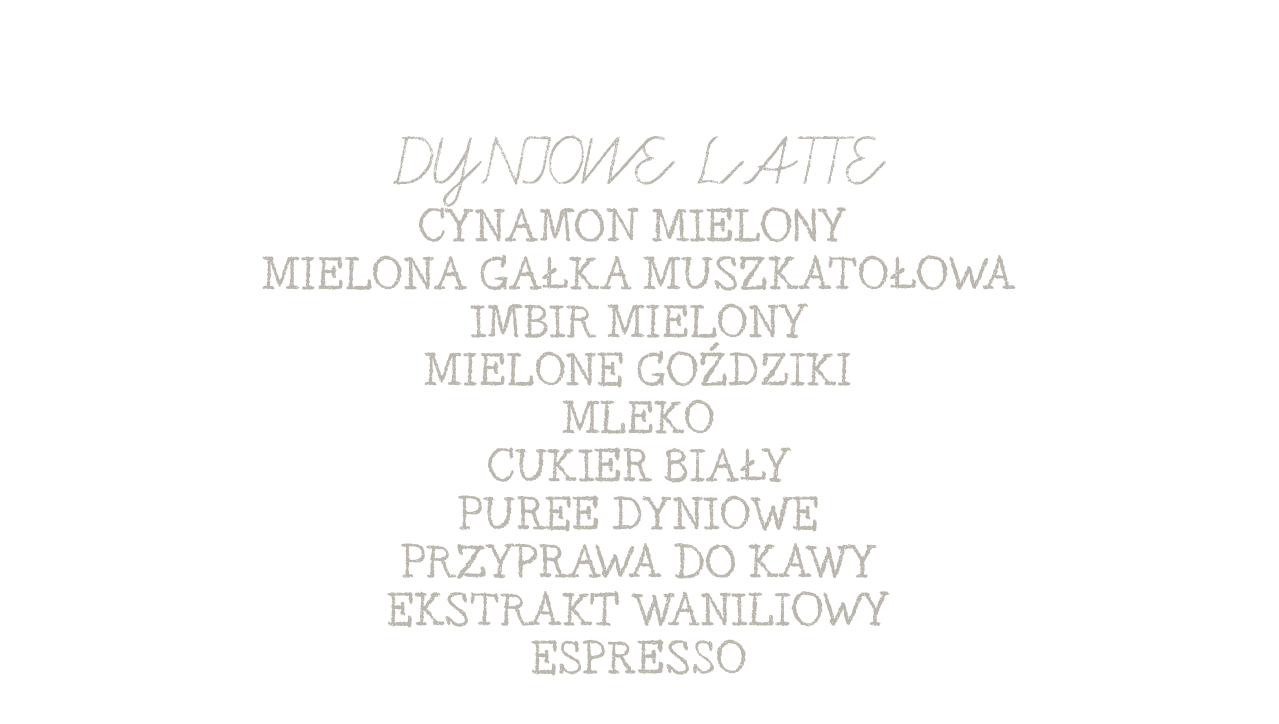 DYNIOWE LATTE
CYNAMON MIELONY
MIELONA GAŁKA MUSZKATOŁOWA
IMBIR MIELONY
MIELONE GOŹDZIKI
MLEKO
CUKIER BIAŁY
PUREE DYNIOWE
PRZYPRAWA DO KAWY
EKSTRAKT WANILIOWY
ESPRESSO